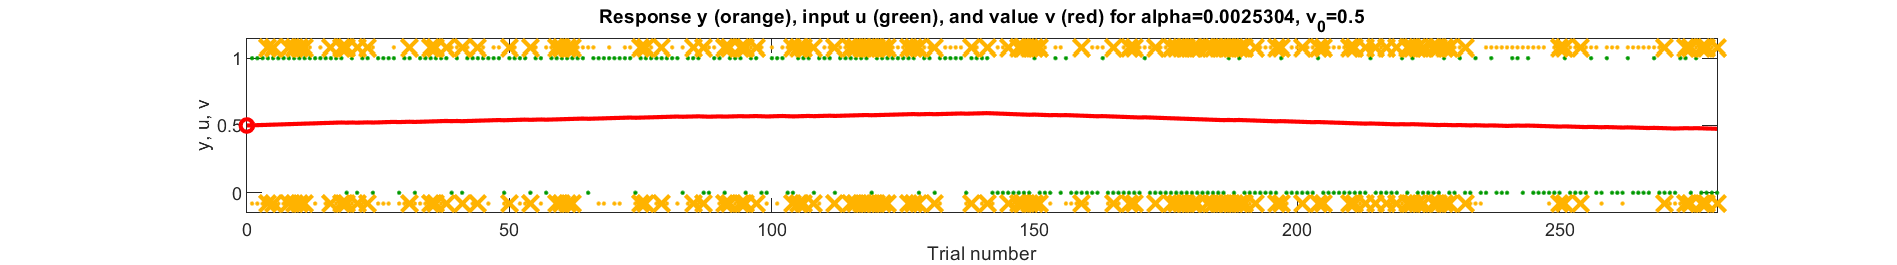 Response y (orange), input u (green), and value v (red) for alpha=0.0025304, v₀=0.5
y, u, v
1
0.5
0
0 50 100 150 200 250
Trial number